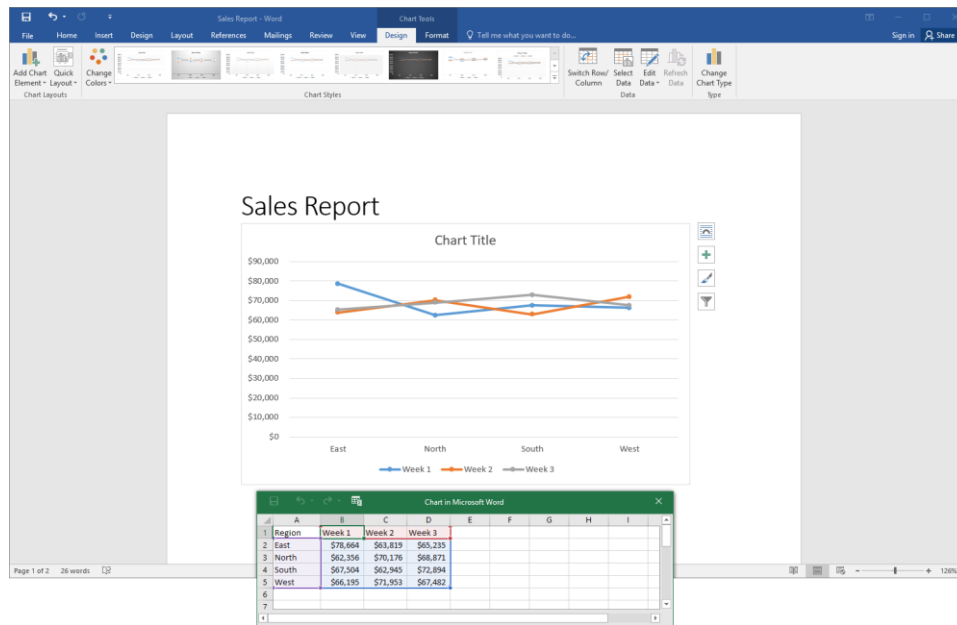 Sales Report - Word
Chart Tools
File Home Insert Design Layout References Mailings Review View Design Format Tell me what you want to do... Sign in Share
Add Chart Element Quick Layout Change Colors Switch Row/ Column Select Data Edit Data Refresh Data Change Chart Type
Chart Layouts Chart Styles Data Type
Sales Report
Chart Title
$90,000
$80,000
$70,000
$60,000
$50,000
$40,000
$30,000
$20,000
$10,000
$0
East North South West
Week 1 Week 2 Week 3
Chart in Microsoft Word
A B C D E F G H I
1 Region Week 1 Week 2 Week 3
2 East $78,664 $63,819 $65,235
3 North $62,356 $70,176 $68,871
4 South $67,504 $62,945 $72,894
5 West $66,195 $71,953 $67,482
6
7
Page 1 of 2 26 words 126%